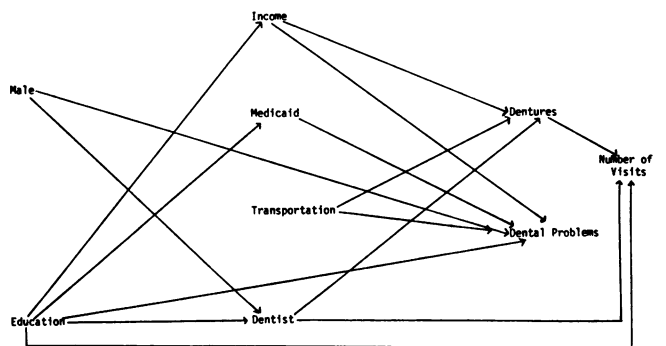 Income
Male
Medicaid
Dentures
Number of
Visits
Transportation
Dental Problems
Education
Dentist